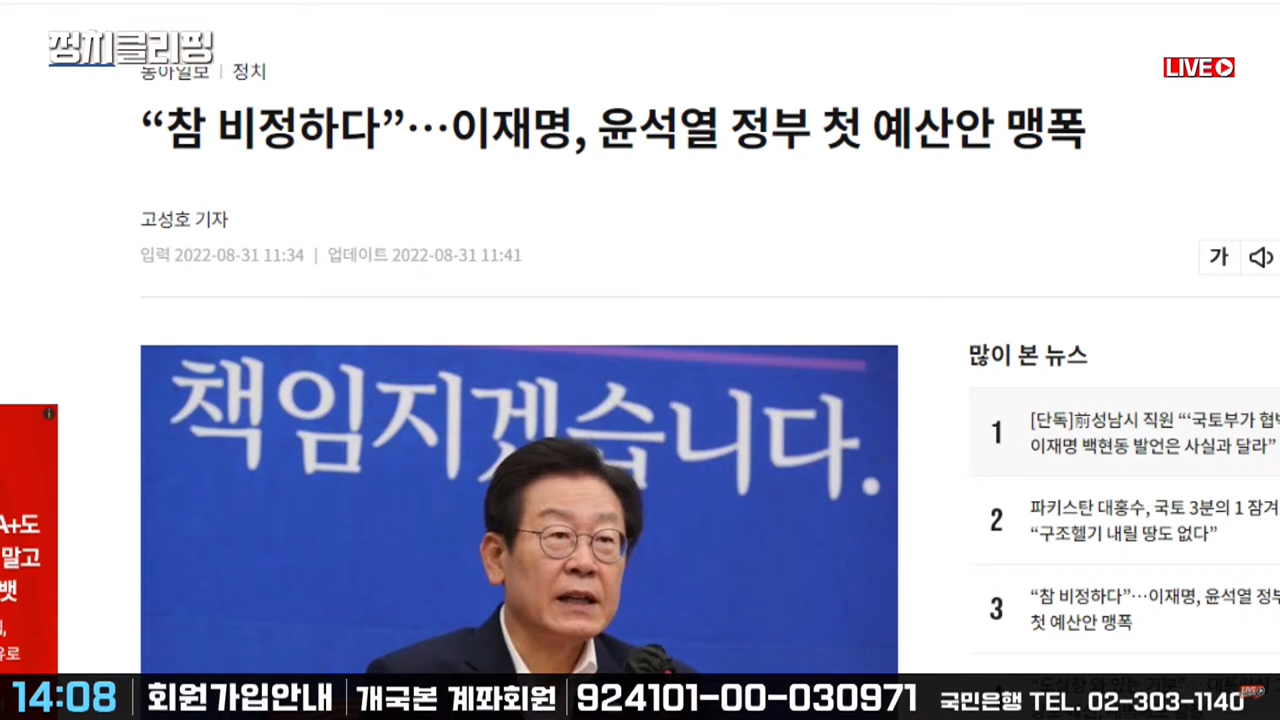 정치클리핑
동아일보 | 정치
LIVE
“참 비정하다”…이재명, 윤석열 정부 첫 예산안 맹폭
고성호 기자
입력 2022-08-31 11:34 | 업데이트 2022-08-31 11:41
가
책임지겠습니다.
많이 본 뉴스
1
[단독]前성남시 직원 “‘국토부가
이재명 백현동 발언은 사실과 달라”
2
파키스탄 대홍수, 국토 3분의 1 잠겨
“구조헬기 내릴 땅도 없다”
3
“참 비정하다”…이재명, 윤석열
첫 예산안 맹폭
A+도
말고
뱃
14:08 | 회원가입안내 | 개국본 계좌회원 | 924101-00-030971 국민은행 TEL. 02-303-1140